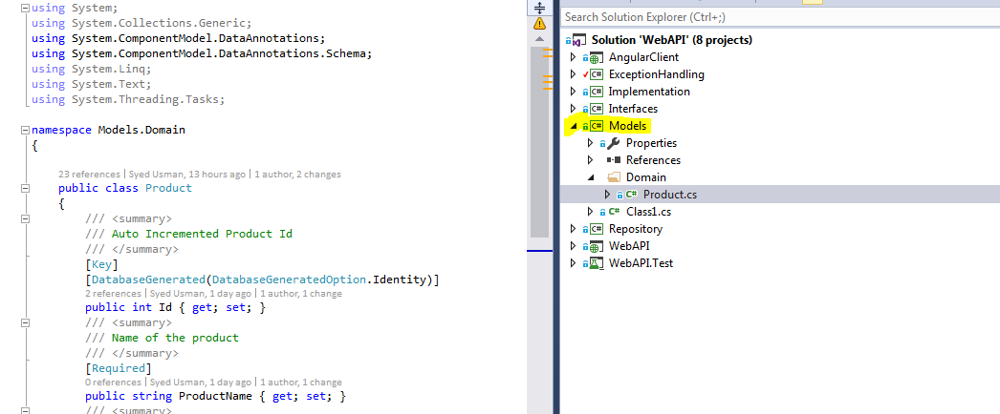 using System;
using System.Collections.Generic;
using System.ComponentModel.DataAnnotations;
using System.ComponentModel.DataAnnotations.Schema;
using System.Linq;
using System.Text;
using System.Threading.Tasks;
namespace Models.Domain
{
23 references | Syed Usman, 13 hours ago | 1 author, 2 changes
public class Product
{
/// <summary>
/// Auto Incremented Product Id
/// </summary>
[Key]
[DatabaseGenerated(DatabaseGeneratedOption.Identity)]
2 references | Syed Usman, 1 day ago | 1 author, 1 change
public int Id { get; set; }
/// <summary>
/// Name of the product
/// </summary>
[Required]
0 references | Syed Usman, 1 day ago | 1 author, 1 change
public string ProductName { get; set; }
/// <summary>
Search Solution Explorer (Ctrl+;)
Solution 'WebAPI' (8 projects)
AngularClient
C# ExceptionHandling
C# Implementation
C# Interfaces
C# Models
Properties
References
Domain
C# Product.cs
C# Class1.cs
C# Repository
WebAPI
WebAPI.Test